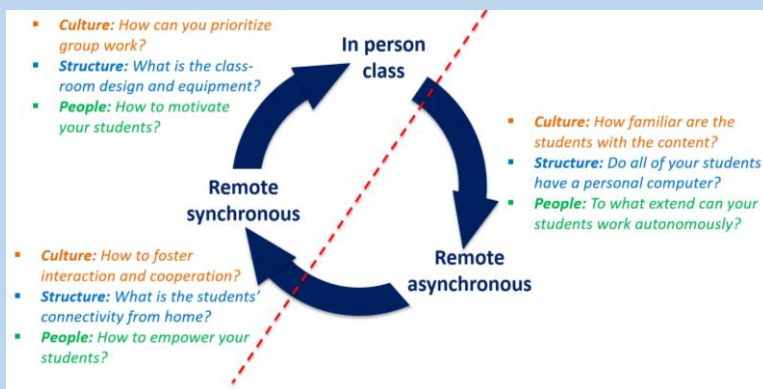 ▪ Culture: How can you prioritize
group work?
▪ Structure: What is the class-
room design and equipment?
▪ People: How to motivate
your students?
In person
class
▪ Culture: How familiar are the
students with the content?
▪ Structure: Do all of your students
have a personal computer?
▪ People: To what extend can your
students work autonomously?
Remote
synchronous
Remote
asynchronous
▪ Culture: How to foster
interaction and cooperation?
▪ Structure: What is the students'
connectivity from home?
▪ People: How to empower your
students?